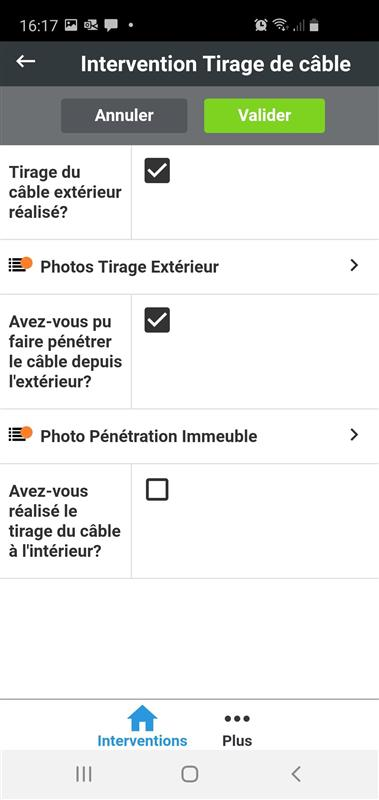 16:17
Intervention Tirage de câble
Annuler
Valider
Tirage du
câble extérieur
réalisé?
Photos Tirage Extérieur
Avez-vous pu
faire pénétrer
le câble depuis
l'extérieur?
Photo Pénétration Immeuble
Avez-vous
réalisé le
tirage du câble
à l'intérieur?
Interventions
Plus